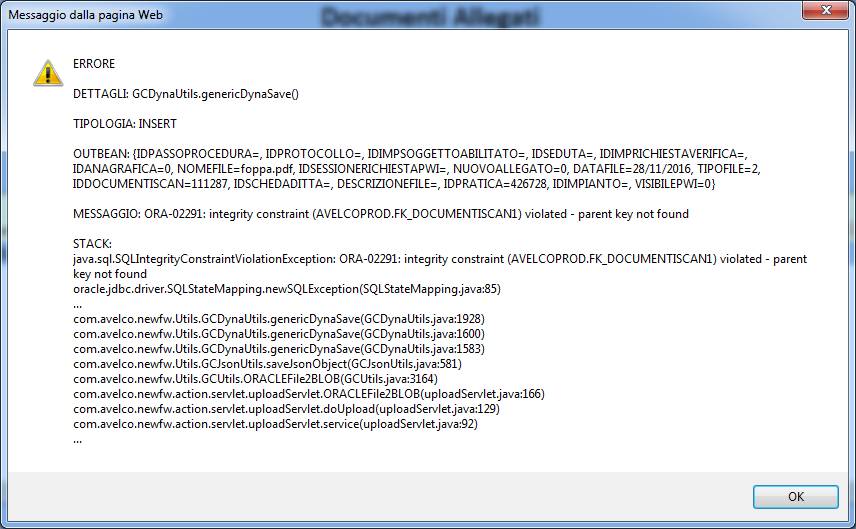 Messaggio dalla pagina Web
Documenti Allegati
ERRORE
DETTAGLI: GCDynaUtils.genericDynaSave()
TIPOLOGIA: INSERT
OUTBEAN: {IDPASSOPROCEDURA=, IDPROTOCOLLO=, IDIMPSOGGETTOABILITATO=, IDSEDUTA=, IDIMPRICHIESTAVERIFICA=,
IDANAGRAFICA=0, NOMEFILE=foppa.pdf, IDSESSIONERICHIESTAPWI=, NUOVOALLEGATO=0, DATAFILE=28/11/2016, TIPOFILE=2,
IDDOCUMENTISCAN=111287, IDSCHEDADITTA=, DESCRIZIONEFILE=, IDPRATICA=426728, IDIMPIANTO=, VISIBILEPWI=0}
MESSAGGIO: ORA-02291: integrity constraint (AVELCOPROD.FK_DOCUMENTISCAN1) violated - parent key not found
STACK:
java.sql.SQLIntegrityConstraintViolationException: ORA-02291: integrity constraint (AVELCOPROD.FK_DOCUMENTISCAN1) violated - parent
key not found
oracle.jdbc.driver.SQLStateMapping.newSQLException(SQLStateMapping.java:85)
...
com.avelco.newfw.Utils.GCDynaUtils.genericDynaSave(GCDynaUtils.java:1928)
com.avelco.newfw.Utils.GCDynaUtils.genericDynaSave(GCDynaUtils.java:1600)
com.avelco.newfw.Utils.GCDynaUtils.genericDynaSave(GCDynaUtils.java:1583)
com.avelco.newfw.Utils.GCJsonUtils.saveJsonObject(GCJsonUtils.java:581)
com.avelco.newfw.Utils.GCUtils.ORACLEFile2BLOB(GCUtils.java:3164)
com.avelco.newfw.action.servlet.uploadServlet.ORACLEFile2BLOB(uploadServlet.java:166)
com.avelco.newfw.action.servlet.uploadServlet.doUpload(uploadServlet.java:129)
com.avelco.newfw.action.servlet.uploadServlet.service(uploadServlet.java:92)
...
OK